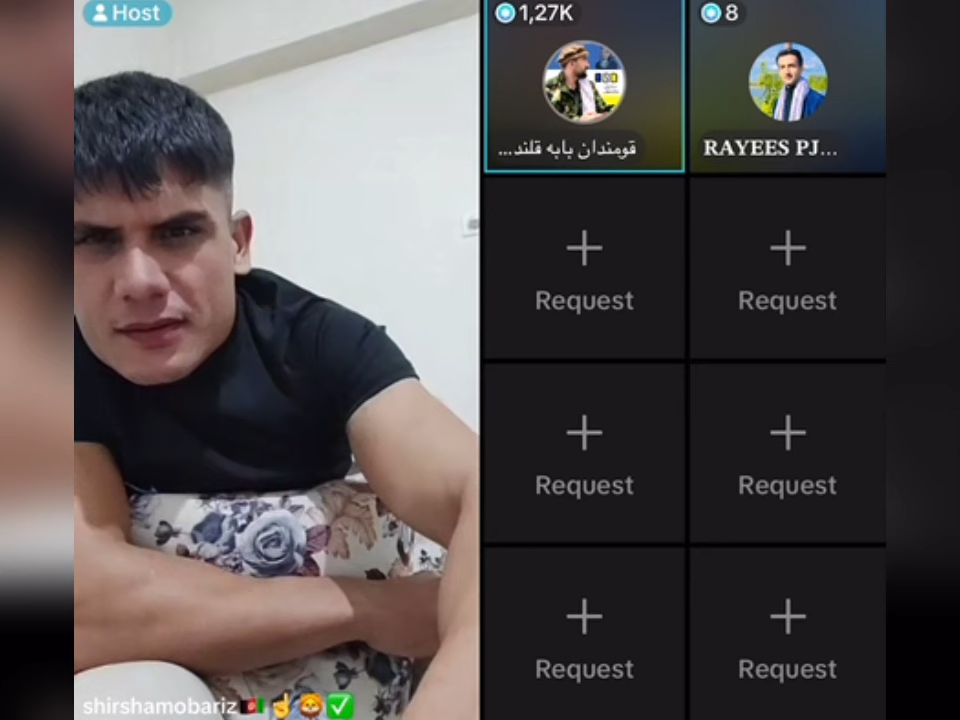 Host
shirshamobariz🇦🇫☝️🦁✅
1,27K
قومندان بابه قلند...
8
RAYEES PJ...
Request
Request
Request
Request
Request
Request